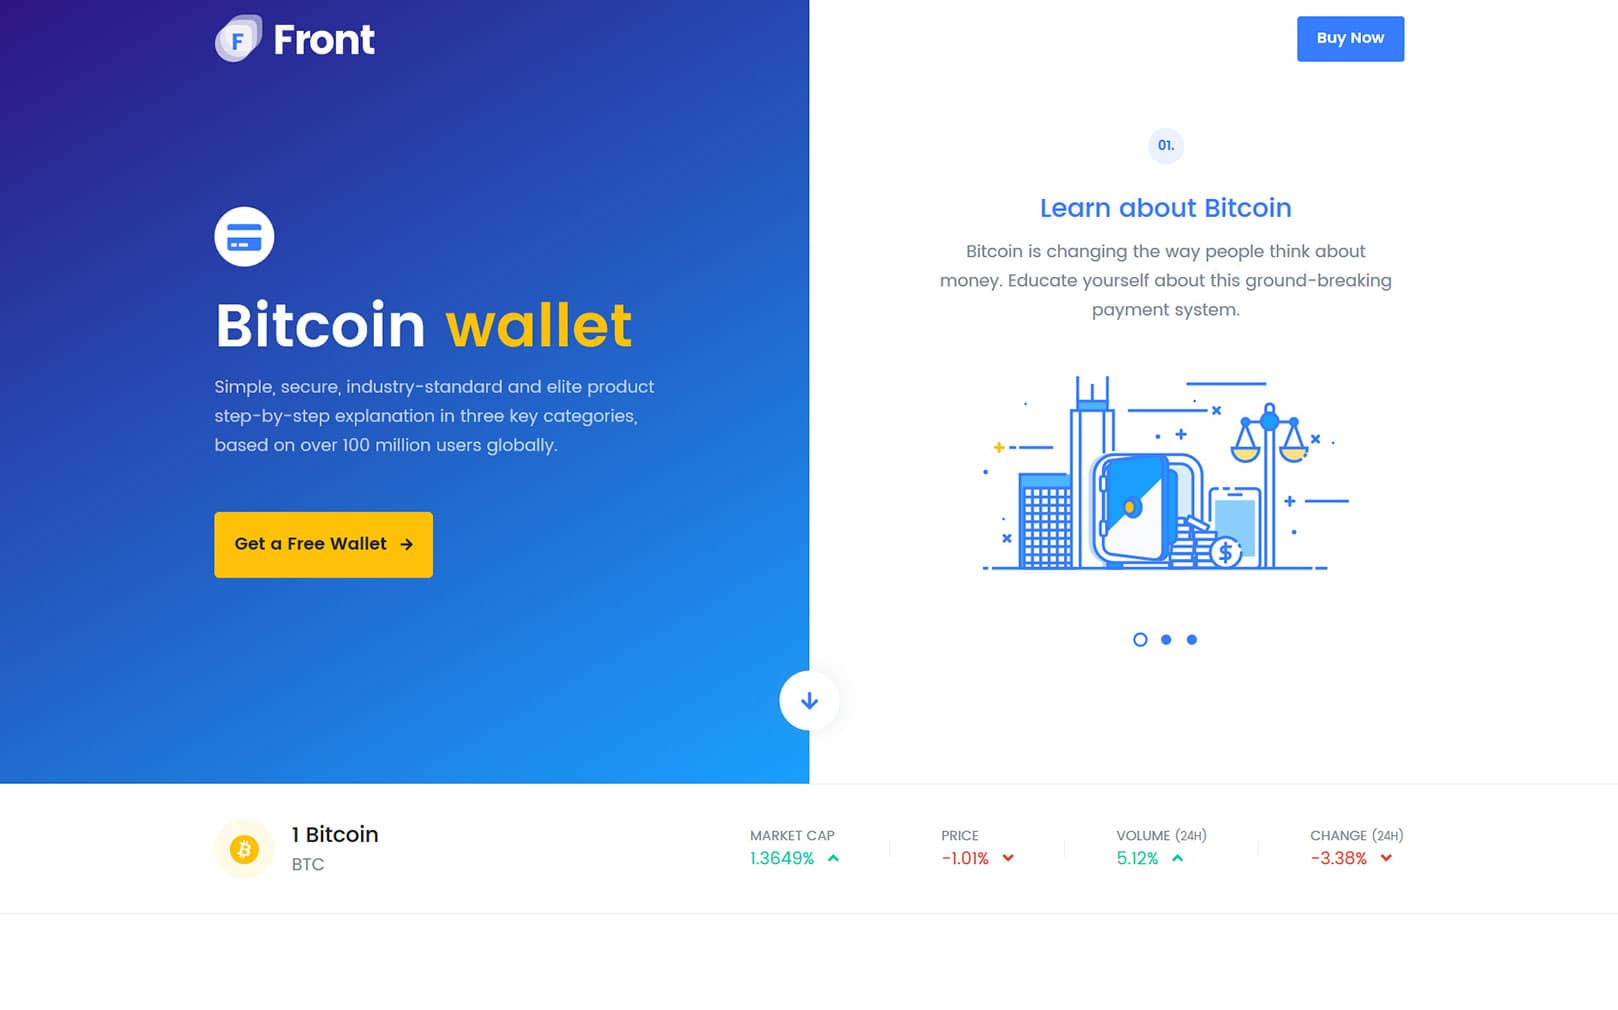 F Front
Buy Now
Bitcoin wallet
Simple, secure, industry-standard and elite product
step-by-step explanation in three key categories,
based on over 100 million users globally.
Get a Free Wallet
01.
Learn about Bitcoin
Bitcoin is changing the way people think about
money. Educate yourself about this ground-breaking
payment system.
$
1 Bitcoin
BTC
MARKET CAP
1.3649%
PRICE
-1.01%
VOLUME (24H)
5.12%
CHANGE (24H)
-3.38%